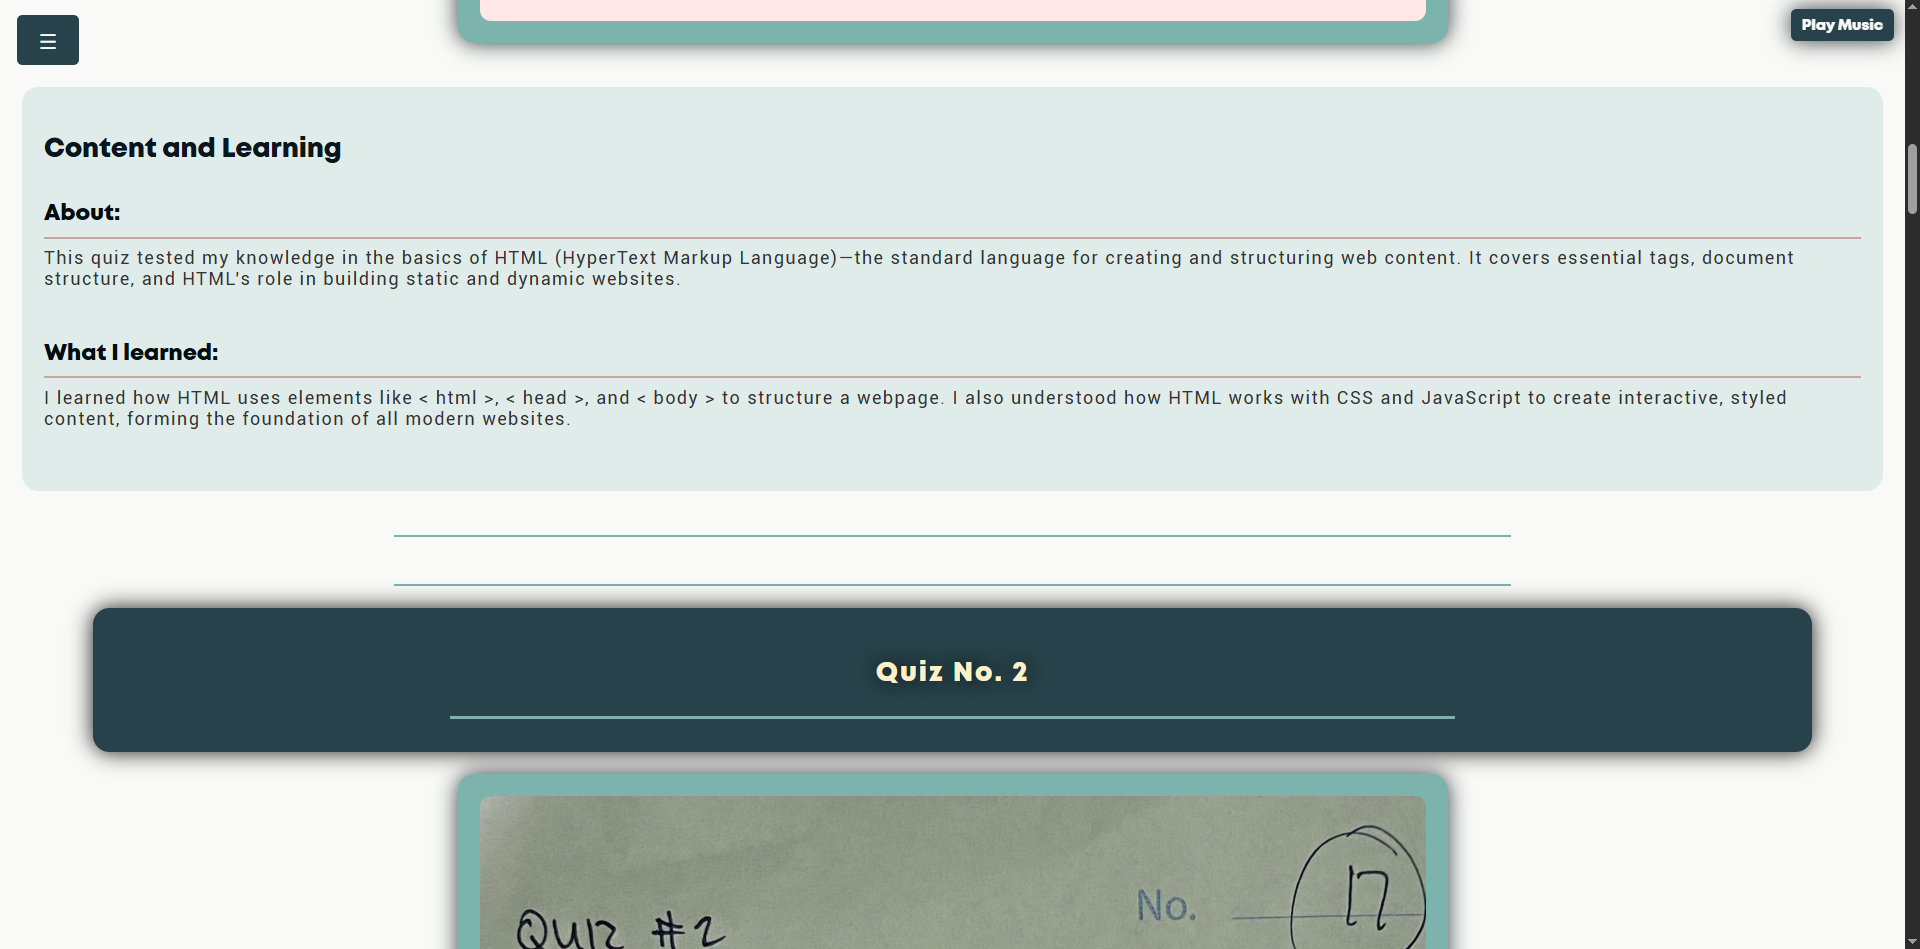 ☰
Play Music
Content and Learning
About:
This quiz tested my knowledge in the basics of HTML (HyperText Markup Language)—the standard language for creating and structuring web content. It covers essential tags, document
structure, and HTML's role in building static and dynamic websites.
What I learned:
I learned how HTML uses elements like < html >, < head >, and < body > to structure a webpage. I also understood how HTML works with CSS and JavaScript to create interactive, styled
content, forming the foundation of all modern websites.
Quiz No. 2
No. 17
Quiz #2